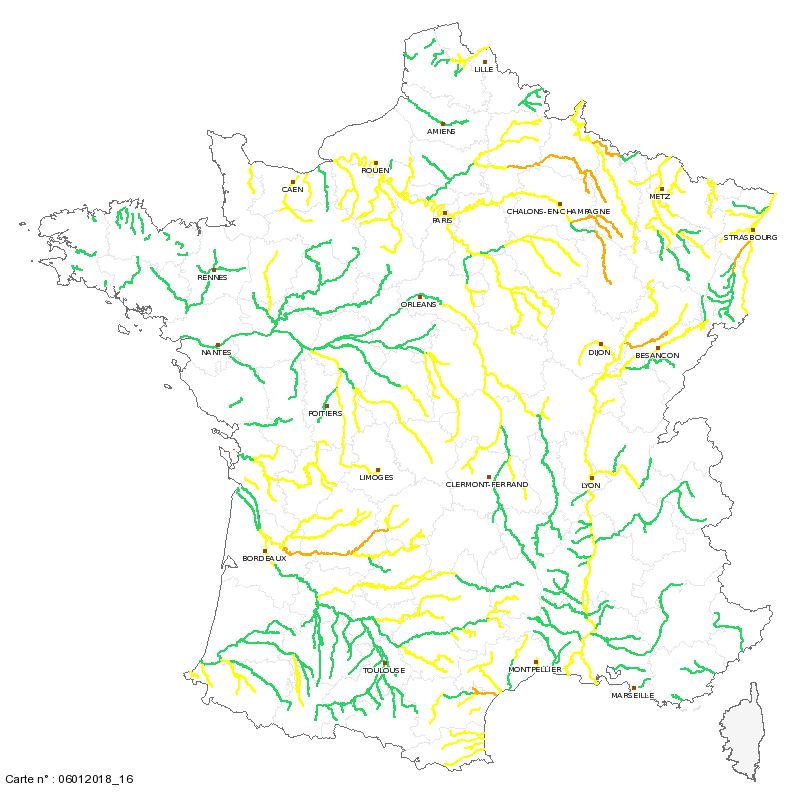 LILLE
AMIENS
ROUEN
CAEN
METZ
CHALONS-EN-CHAMPAGNE
PARIS
STRASBOURG
RENNES
ORLEANS
NANTES
DIJON
BESANCON
POITIERS
LIMOGES
CLERMONT-FERRAND
LYON
BORDEAUX
TOULOUSE
MONTPELLIER
MARSEILLE
Carte n° : 06012018_16